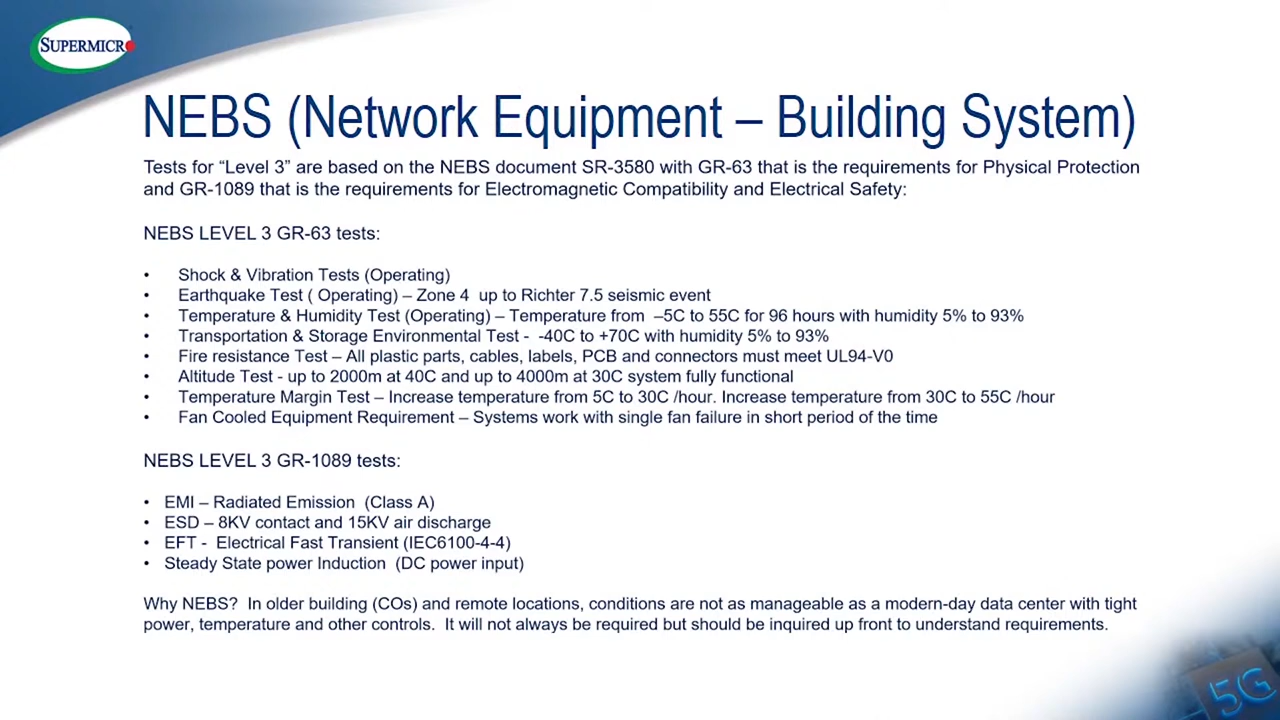 SUPERMICRO
NEBS (Network Equipment – Building System)
Tests for “Level 3” are based on the NEBS document SR-3580 with GR-63 that is the requirements for Physical Protection
and GR-1089 that is the requirements for Electromagnetic Compatibility and Electrical Safety:
NEBS LEVEL 3 GR-63 tests:
• Shock & Vibration Tests (Operating)
• Earthquake Test ( Operating) – Zone 4  up to Richter 7.5 seismic event
• Temperature & Humidity Test (Operating) – Temperature from  –5C to 55C for 96 hours with humidity 5% to 93%
• Transportation & Storage Environmental Test -  -40C to +70C with humidity 5% to 93%
• Fire resistance Test – All plastic parts, cables, labels, PCB and connectors must meet UL94-V0
• Altitude Test - up to 2000m at 40C and up to 4000m at 30C system fully functional
• Temperature Margin Test – Increase temperature from 5C to 30C /hour. Increase temperature from 30C to 55C /hour
• Fan Cooled Equipment Requirement – Systems work with single fan failure in short period of the time
NEBS LEVEL 3 GR-1089 tests:
• EMI – Radiated Emission  (Class A)
• ESD – 8KV contact and 15KV air discharge
• EFT -  Electrical Fast Transient (IEC6100-4-4)
• Steady State power Induction  (DC power input)
Why NEBS?  In older building (COs) and remote locations, conditions are not as manageable as a modern-day data center with tight
power, temperature and other controls.  It will not always be required but should be inquired up front to understand requirements.
5G